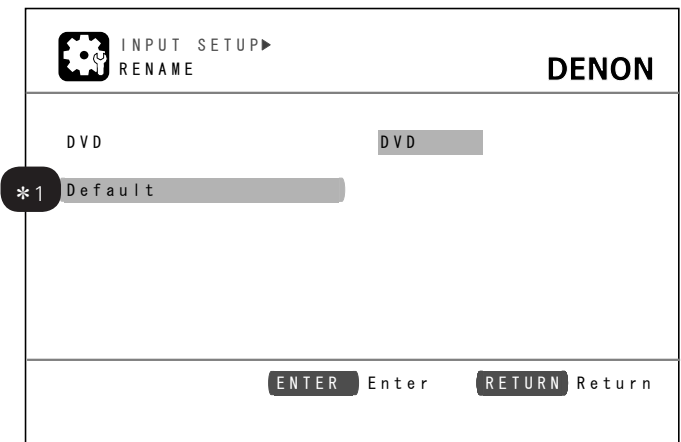 INPUT SETUP▶
RENAME
DENON
DVD DVD
*1 Default
ENTER Enter RETURN Return